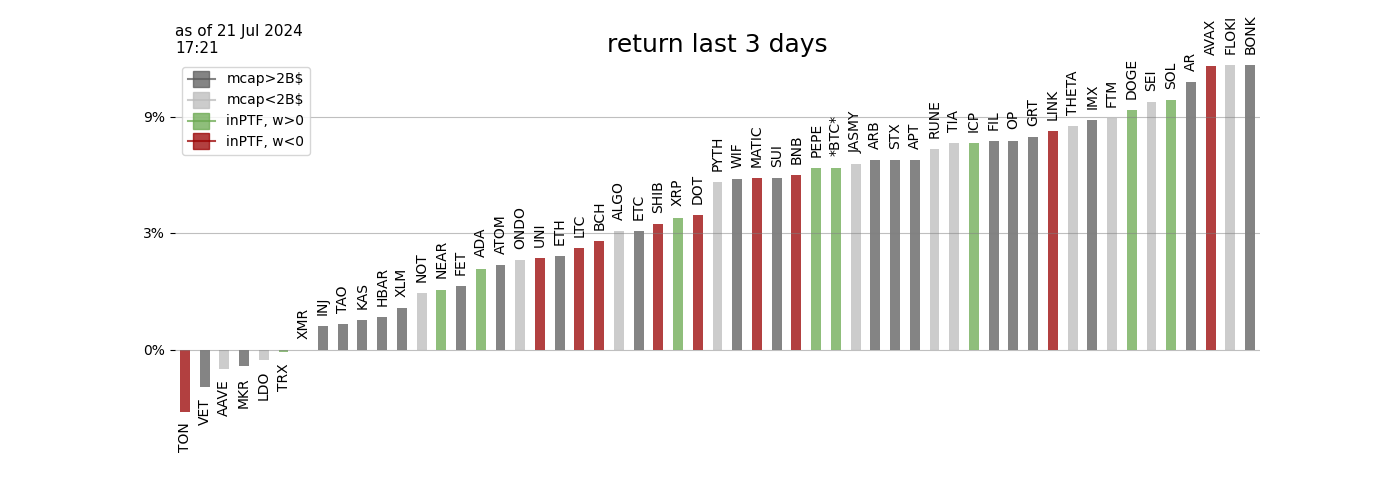 as of 21 Jul 2024
17:21
return last 3 days
mcap>2B$
mcap<2B$
inPTF, w>0
inPTF, w<0
9%
3%
0%
TON
VET
AAVE
MKR
LDO
TRX
XMR
INJ
TAO
KAS
HBAR
XLM
NOT
NEAR
FET
ADA
ATOM
ONDO
UNI
ETH
LTC
BCH
ALGO
ETC
SHIB
XRP
DOT
PYTH
WIF
MATIC
SUI
BNB
PEPE
*BTC*
JASMY
ARB
STX
APT
RUNE
TIA
ICP
FIL
OP
GRT
LINK
THETA
IMX
FTM
DOGE
SEI
SOL
AR
AVAX
FLOKI
BONK